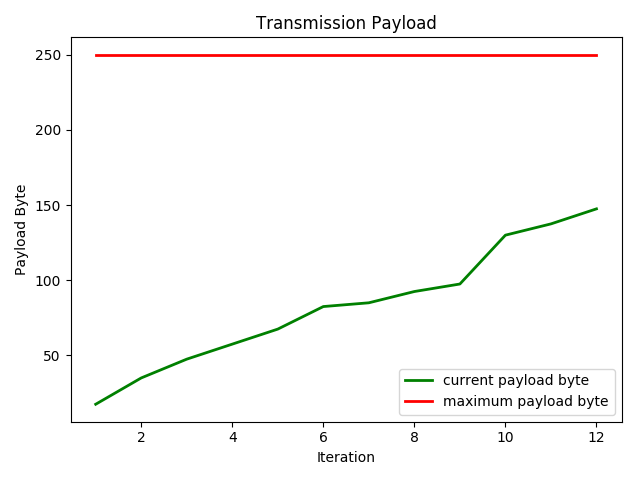 Transmission Payload
Payload Byte
250
200
150
100
50
2 4 6 8 10 12
Iteration
current payload byte
maximum payload byte